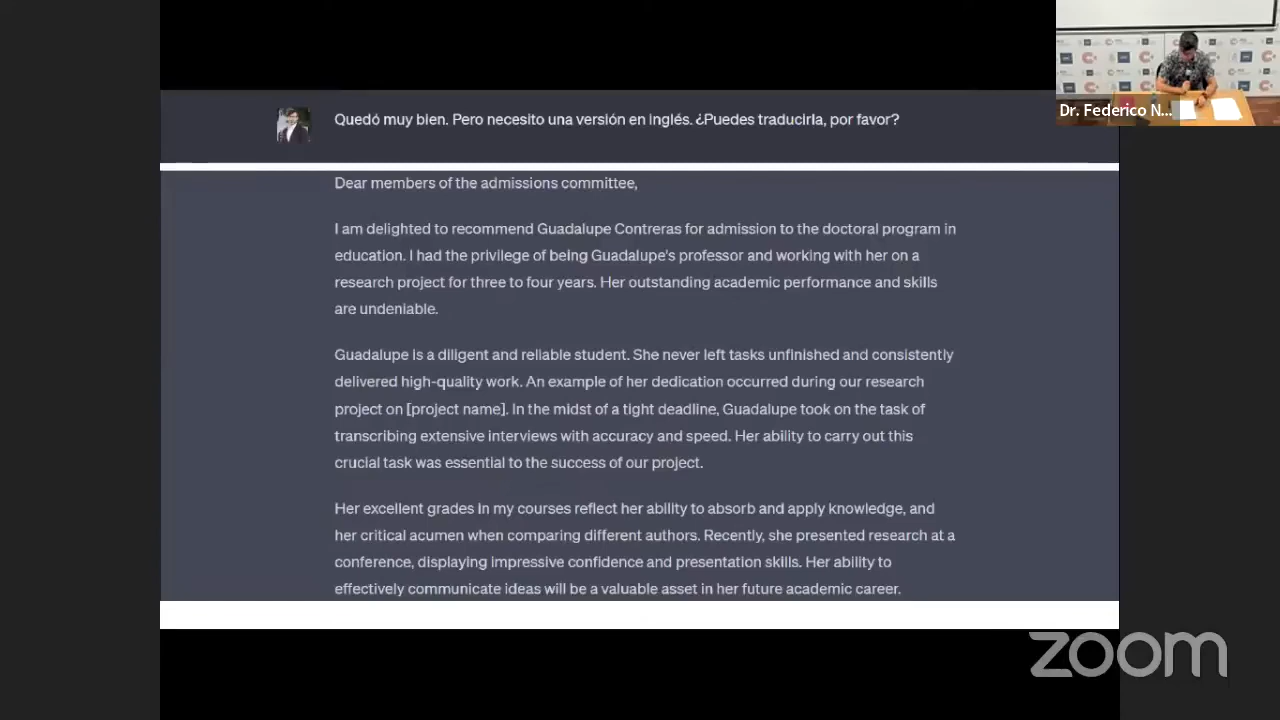 Quedó muy bien. Pero necesito una versión en inglés. ¿Puedes traducirla, por favor?
Dr. Federico N...
Dear members of the admissions committee,
I am delighted to recommend Guadalupe Contreras for admission to the doctoral program in
education. I had the privilege of being Guadalupe's professor and working with her on a
research project for three to four years. Her outstanding academic performance and skills
are undeniable.
Guadalupe is a diligent and reliable student. She never left tasks unfinished and consistently
delivered high-quality work. An example of her dedication occurred during our research
project on [project name]. In the midst of a tight deadline, Guadalupe took on the task of
transcribing extensive interviews with accuracy and speed. Her ability to carry out this
crucial task was essential to the success of our project.
Her excellent grades in my courses reflect her ability to absorb and apply knowledge, and
her critical acumen when comparing different authors. Recently, she presented research at a
conference, displaying impressive confidence and presentation skills. Her ability to
effectively communicate ideas will be a valuable asset in her future academic career.
zoom